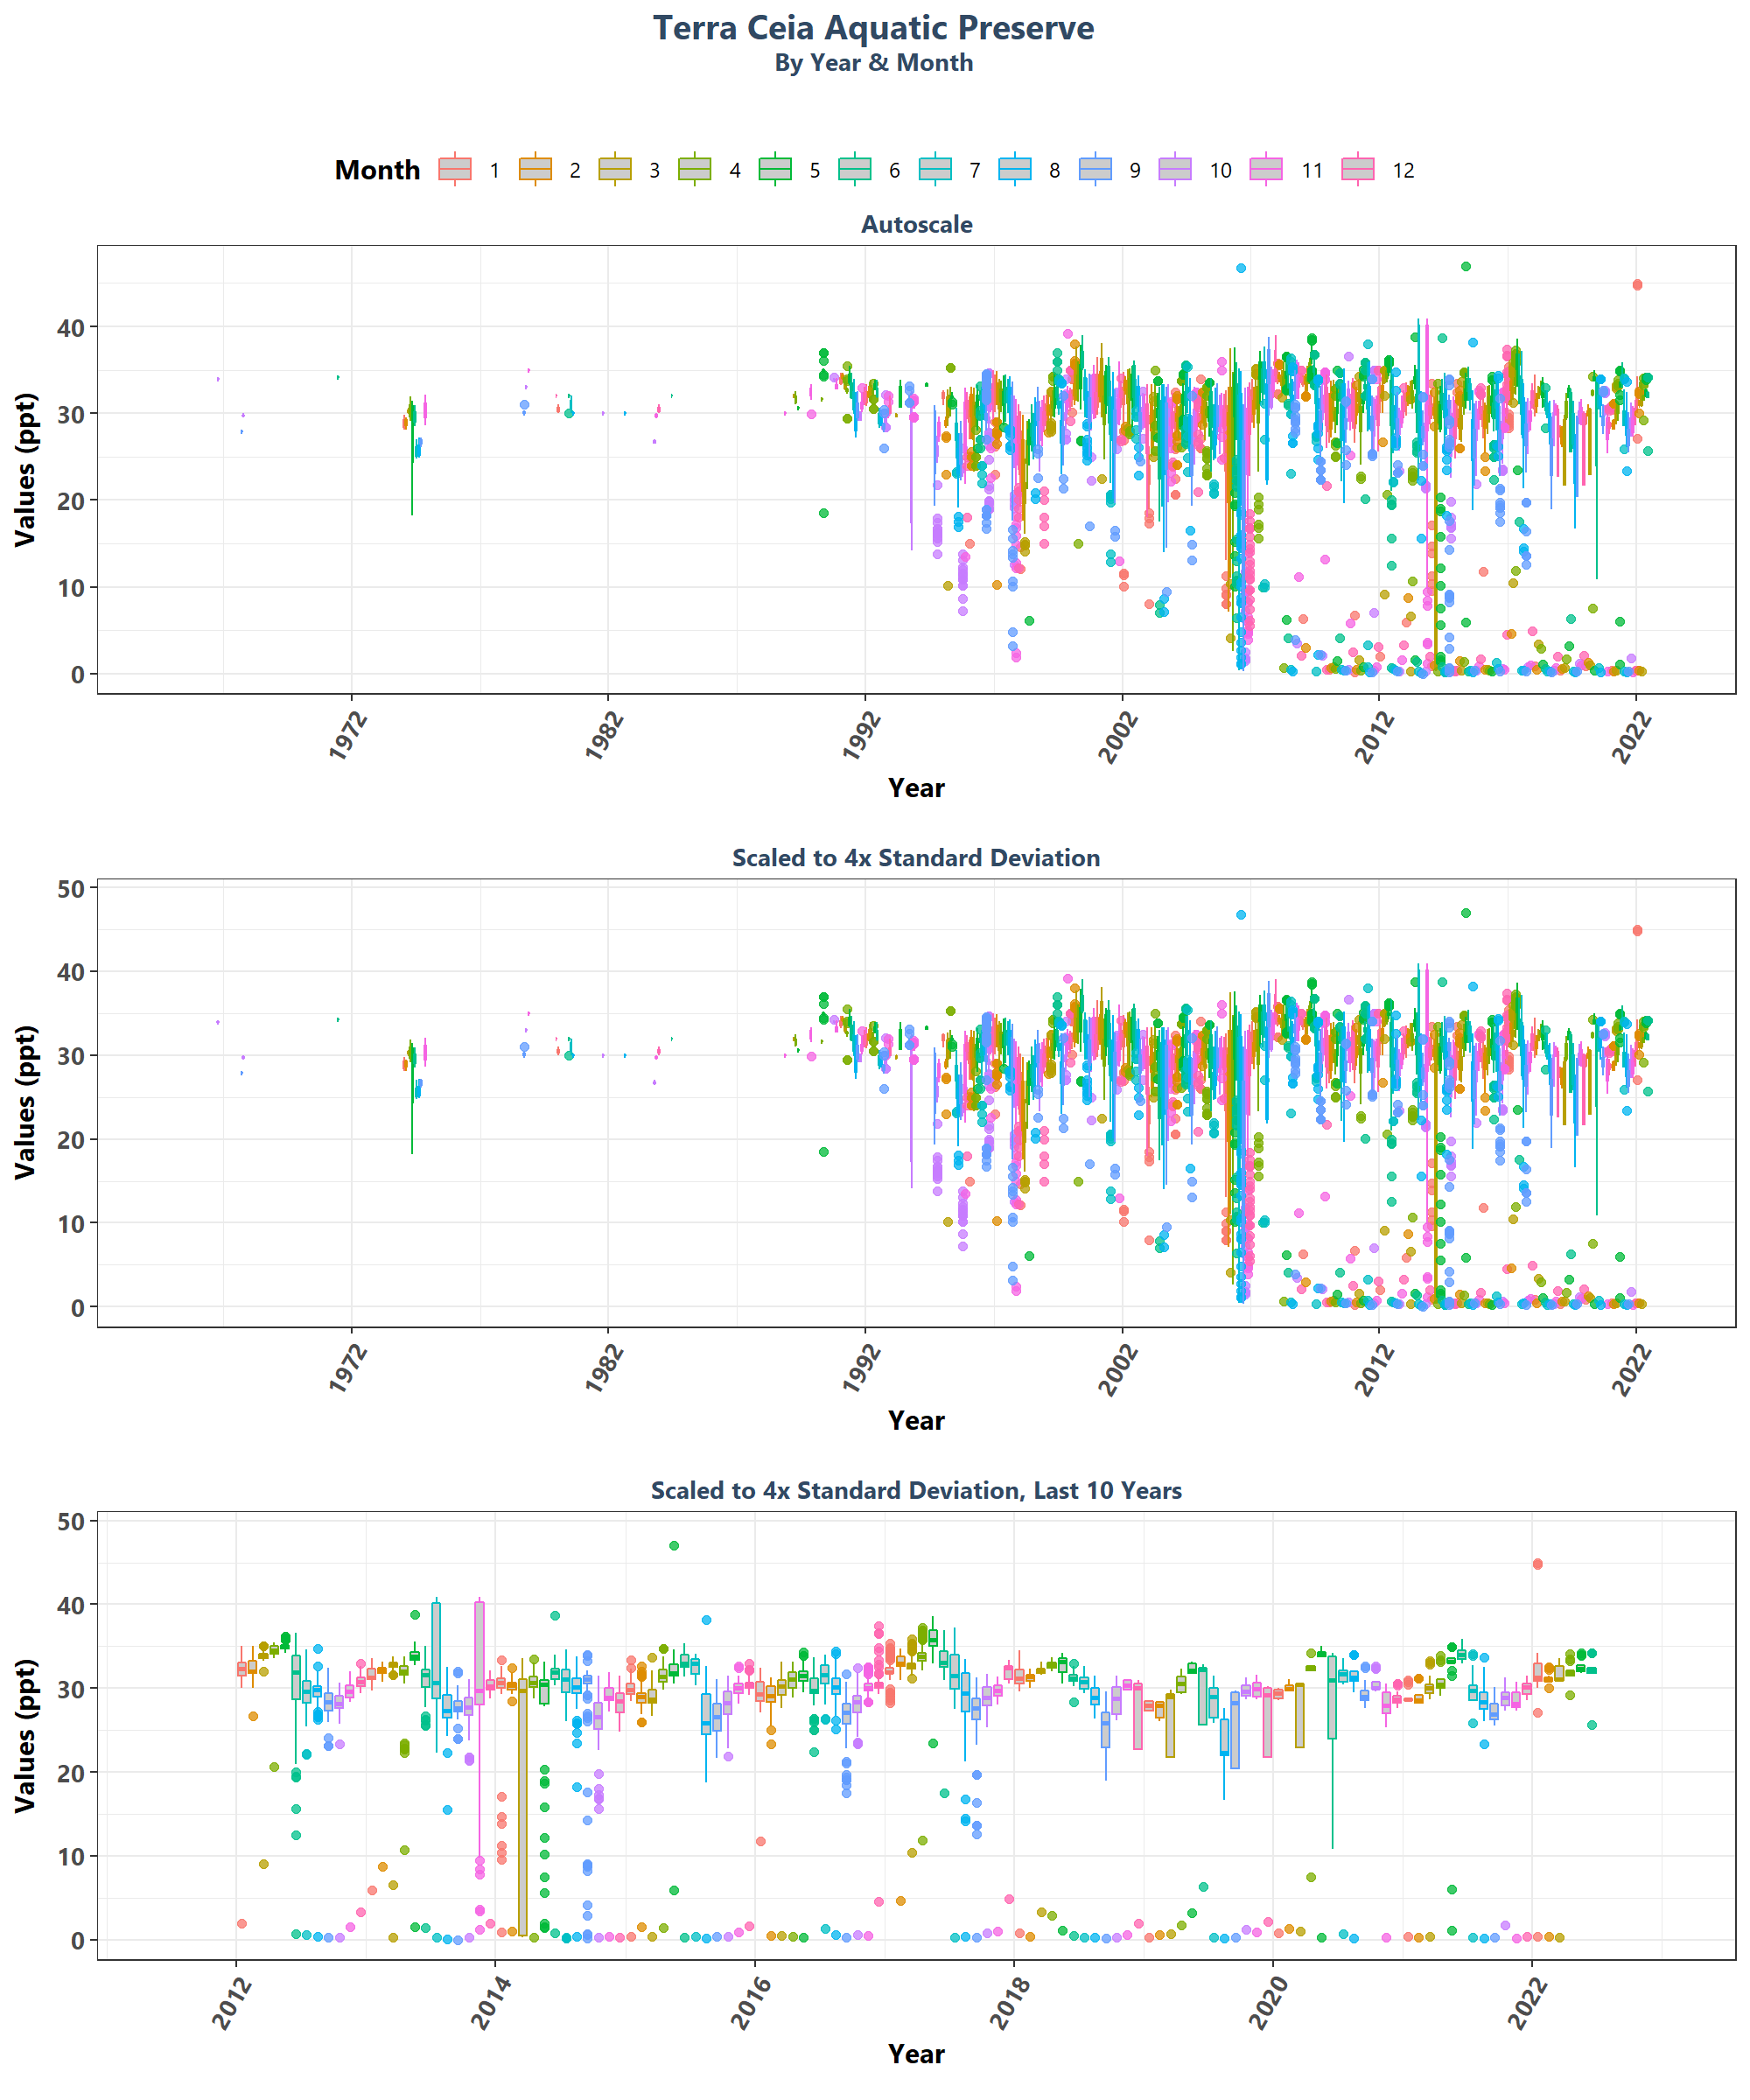 Terra Ceia Aquatic Preserve
By Year & Month
Month 1 2 3 4 5 6 7 8 9 10 11 12
Autoscale
Values (ppt)
40
30
20
10
0
1972 1982 1992 2002 2012 2022
Year
Scaled to 4x Standard Deviation
Values (ppt)
50
40
30
20
10
0
1972 1982 1992 2002 2012 2022
Year
Scaled to 4x Standard Deviation, Last 10 Years
Values (ppt)
50
40
30
20
10
0
2012 2014 2016 2018 2020 2022
Year